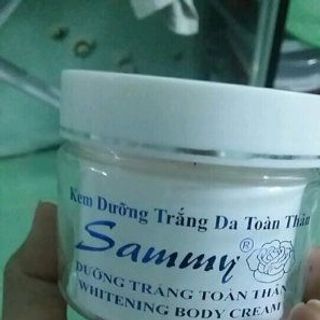 Kem Dưỡng Trắng Da Toàn Thân
Sammy ®
DƯỠNG TRẮNG TOÀN THÂN
WHITENING BODY CREAM